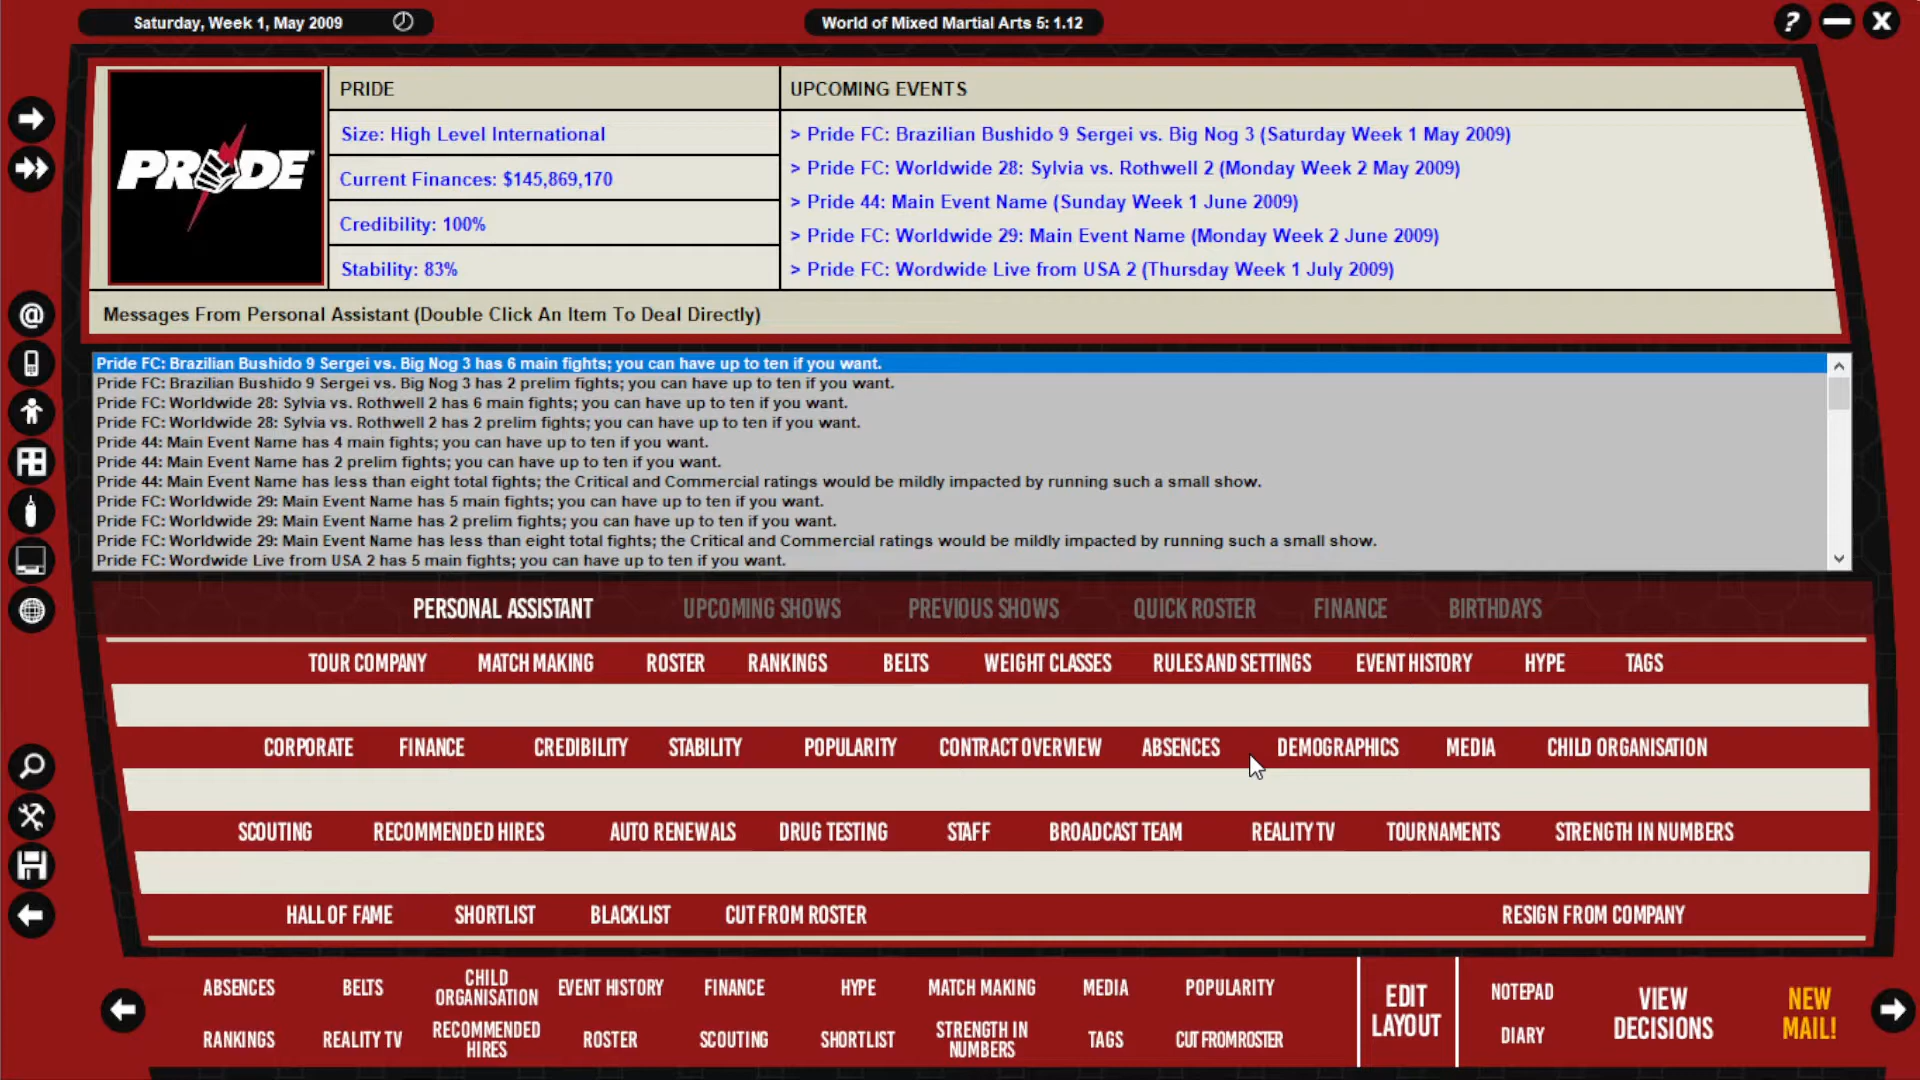 Saturday, Week 1, May 2009
World of Mixed Martial Arts 5: 1.12
?
X
PRIDE
PRIDE
Size: High Level International
Current Finances: $145,869,170
Credibility: 100%
Stability: 83%
UPCOMING EVENTS
> Pride FC: Brazilian Bushido 9 Sergei vs. Big Nog 3 (Saturday Week 1 May 2009)
> Pride FC: Worldwide 28: Sylvia vs. Rothwell 2 (Monday Week 2 May 2009)
> Pride 44: Main Event Name (Sunday Week 1 June 2009)
> Pride FC: Worldwide 29: Main Event Name (Monday Week 2 June 2009)
> Pride FC: Wordwide Live from USA 2 (Thursday Week 1 July 2009)
Messages From Personal Assistant (Double Click An Item To Deal Directly)
Pride FC: Brazilian Bushido 9 Sergei vs. Big Nog 3 has 6 main fights; you can have up to ten if you want.
Pride FC: Brazilian Bushido 9 Sergei vs. Big Nog 3 has 2 prelim fights; you can have up to ten if you want.
Pride FC: Worldwide 28: Sylvia vs. Rothwell 2 has 6 main fights; you can have up to ten if you want.
Pride FC: Worldwide 28: Sylvia vs. Rothwell 2 has 2 prelim fights; you can have up to ten if you want.
Pride 44: Main Event Name has 4 main fights; you can have up to ten if you want.
Pride 44: Main Event Name has 2 prelim fights; you can have up to ten if you want.
Pride 44: Main Event Name has less than eight total fights; the Critical and Commercial ratings would be mildly impacted by running such a small show.
Pride FC: Worldwide 29: Main Event Name has 5 main fights; you can have up to ten if you want.
Pride FC: Worldwide 29: Main Event Name has 2 prelim fights; you can have up to ten if you want.
Pride FC: Worldwide 29: Main Event Name has less than eight total fights; the Critical and Commercial ratings would be mildly impacted by running such a small show.
Pride FC: Wordwide Live from USA 2 has 5 main fights; you can have up to ten if you want.
@
PERSONAL ASSISTANT UPCOMING SHOWS PREVIOUS SHOWS QUICK ROSTER FINANCE BIRTHDAYS
TOUR COMPANY MATCH MAKING ROSTER RANKINGS BELTS WEIGHT CLASSES RULES AND SETTINGS EVENT HISTORY HYPE TAGS
CORPORATE FINANCE CREDIBILITY STABILITY POPULARITY CONTRACT OVERVIEW ABSENCES DEMOGRAPHICS MEDIA CHILD ORGANISATION
SCOUTING RECOMMENDED HIRES AUTO RENEWALS DRUG TESTING STAFF BROADCAST TEAM REALITY TV TOURNAMENTS STRENGTH IN NUMBERS
HALL OF FAME SHORTLIST BLACKLIST CUT FROM ROSTER RESIGN FROM COMPANY
ABSENCES BELTS CHILD ORGANISATION EVENT HISTORY FINANCE HYPE MATCH MAKING MEDIA POPULARITY
RANKINGS REALITY TV RECOMMENDED HIRES ROSTER SCOUTING SHORTLIST STRENGTH IN NUMBERS TAGS CUT FROM ROSTER
EDIT
LAYOUT
NOTEPAD
DIARY
VIEW
DECISIONS
NEW
MAIL!